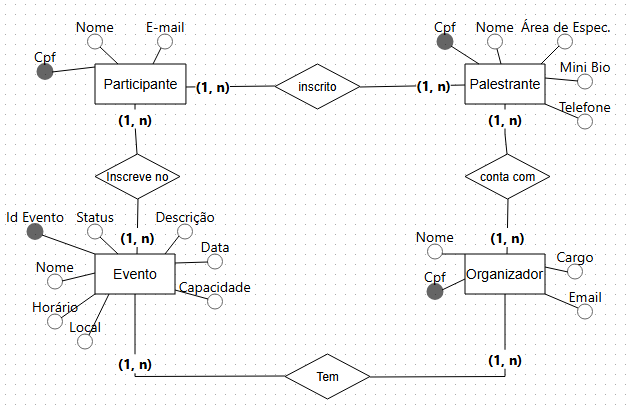 Nome
E-mail
Cpf
Participante
(1, n)
inscrito
(1, n)
Cpf
Nome
Área de Espec.
Palestrante
Mini Bio
Telefone
(1, n)
(1, n)
Inscreve no
conta com
(1, n)
(1, n)
Id Evento
Status
Descrição
Data
Nome
Evento
Capacidade
Horário
Local
Nome
Cpf
Organizador
Cargo
Email
(1, n)
(1, n)
Tem